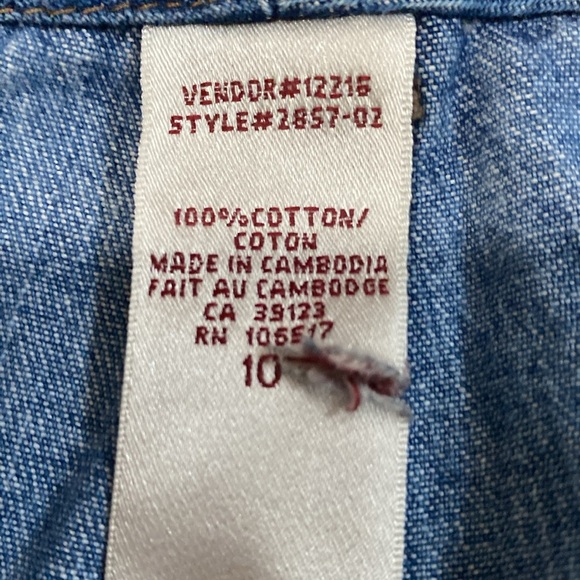 VENDOR#12216
STYLE#2857-02
100%COTTON/
COTON
MADE IN CAMBODIA
FAIT AU CAMBODGE
CA 39123
RN 106517
10